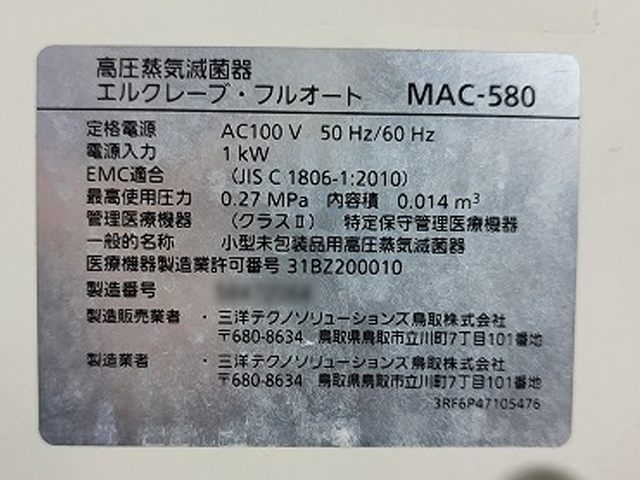 高圧蒸気滅菌器
エルクレーブ・フルオート MAC-580
定格電源 AC100 V 50 Hz/60 Hz
電源入力 1 kW
EMC適合 (JIS C 1806-1:2010)
最高使用圧力 0.27 MPa 内容積 0.014 m³
管理医療機器 (クラスⅡ) 特定保守管理医療機器
一般的名称 小型未包装品用高圧蒸気滅菌器
医療機器製造業許可番号 31BZ200010
製造番号
製造販売業者 ・三洋テクノソリューションズ鳥取株式会社
〒680-8634 鳥取県鳥取市立川町7丁目101番地
製造業者 ・三洋テクノソリューションズ鳥取株式会社
〒680-8634 鳥取県鳥取市立川町7丁目101番地
3RF6P47105476